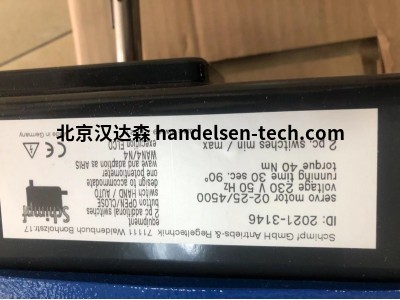 Schimpf GmbH Antriebs-& Regeltechnik 71111 Waldenbuch Bonholzstr.17
ID: 2021-3146
servo motor 02-25/4500
voltage 230 V 50 Hz
running time 30 sec. 90°
torque 40 Nm
2 pc. switches min / max
2 pc additional switches
button OPEN/CLOSE
switch HAND / AUTO
design to accommodate
one potentiometer
WAN4/N4
wave and adaption as ARIS
execution ELCO
Schimpf
in Germany
北京汉达森 handelsen-tech.com